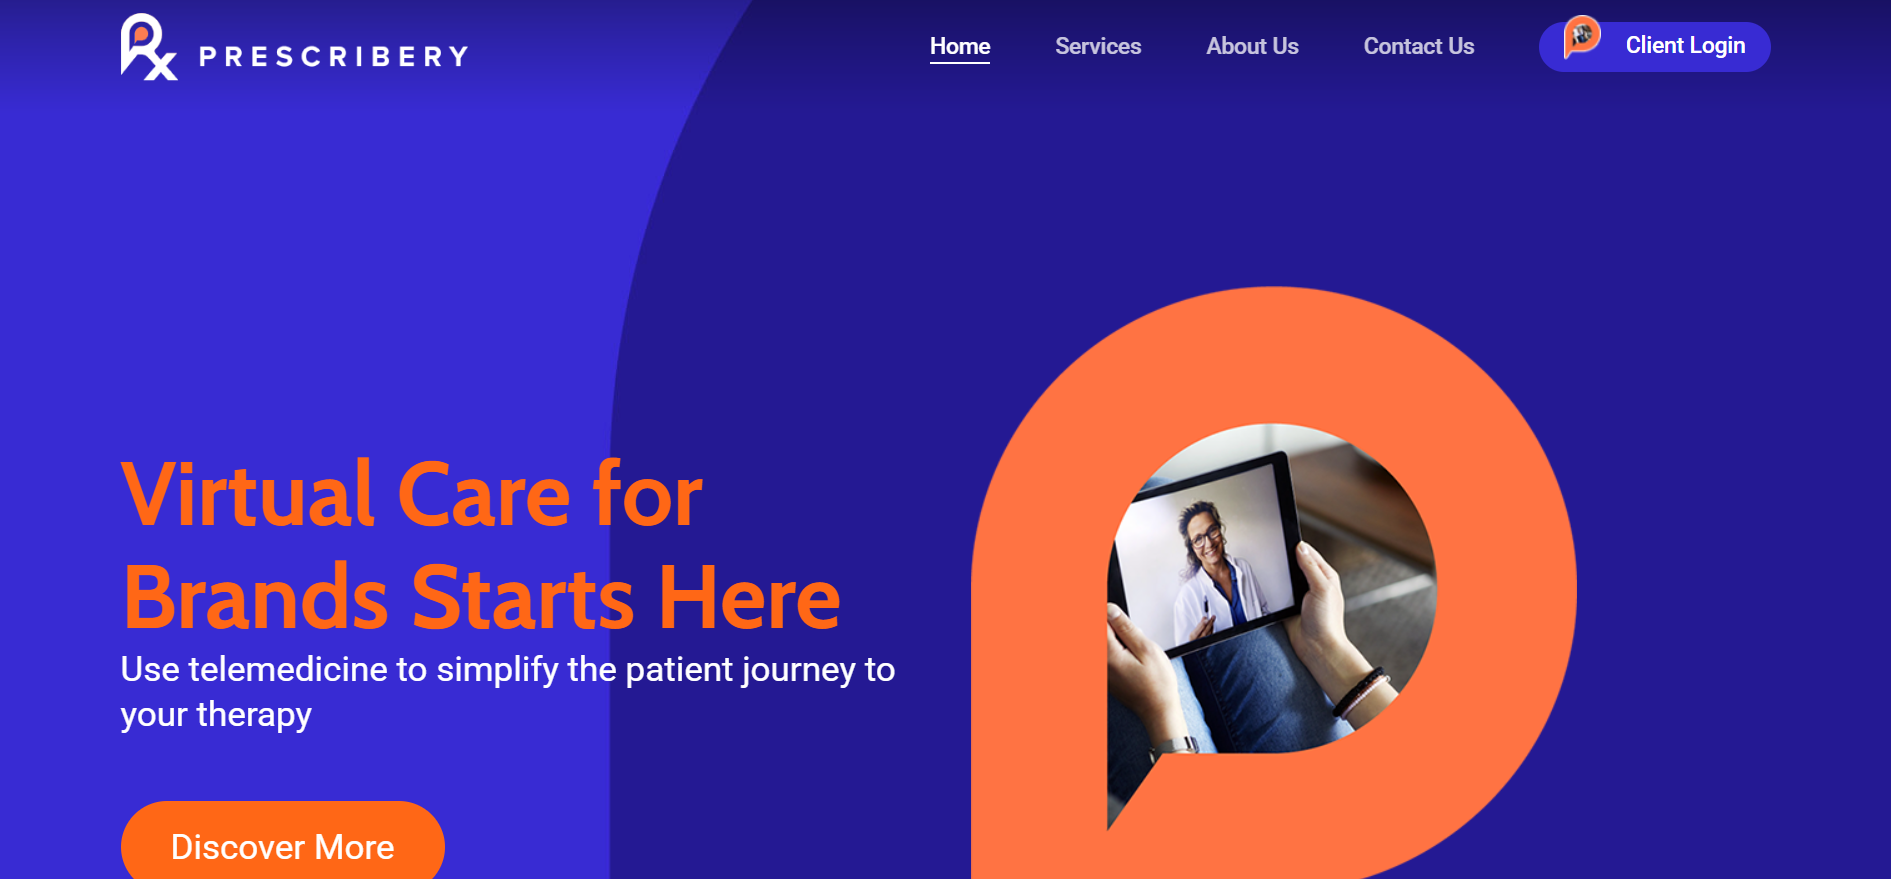 Rx PRESCRIBERY
Home
Services
About Us
Contact Us
Client Login
Virtual Care for
Brands Starts Here
Use telemedicine to simplify the patient journey to
your therapy
Discover More